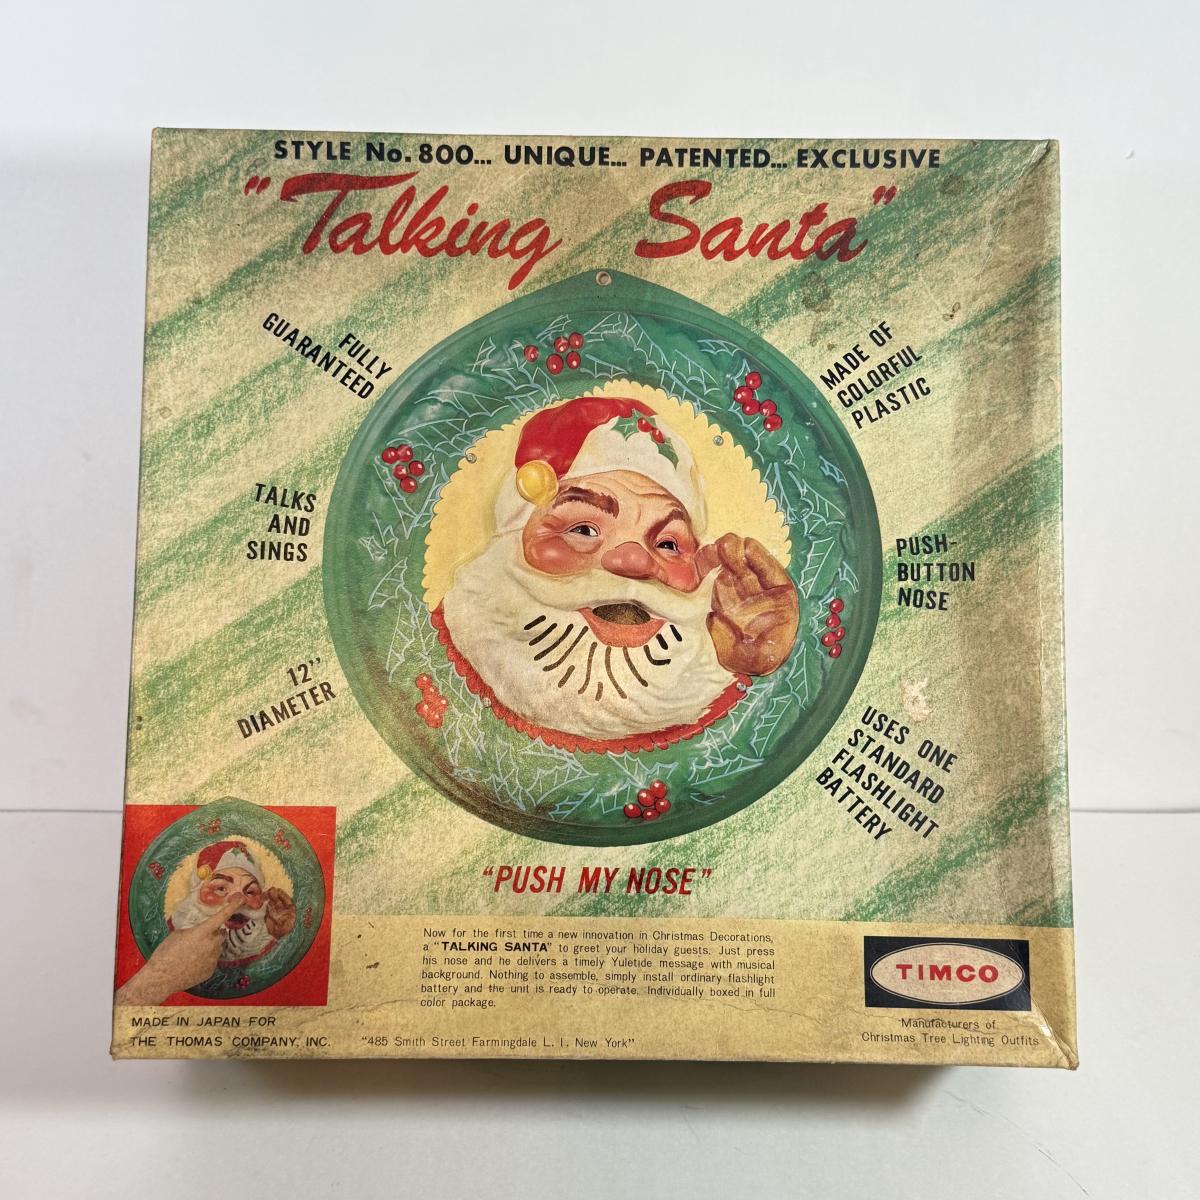 STYLE No. 800... UNIQUE... PATENTED... EXCLUSIVE
"Talking Santa"
FULLY
GUARANTEED
MADE OF
COLORFUL
PLASTIC
TALKS
AND
SINGS
PUSH-
BUTTON
NOSE
12"
DIAMETER
USES ONE
STANDARD
FLASHLIGHT
BATTERY
"PUSH MY NOSE"
Now for the first time a new innovation in Christmas Decorations,
a "TALKING SANTA" to greet your holiday guests. Just press
his nose and he delivers a timely Yuletide message with musical
background. Nothing to assemble, simply install ordinary flashlight
battery and the unit is ready to operate. Individually boxed in full
color package.
TIMCO
Manufacturers of
Christmas Tree Lighting Outfits
MADE IN JAPAN FOR
THE THOMAS COMPANY, INC.
"485 Smith Street Farmingdale L. I. New York"